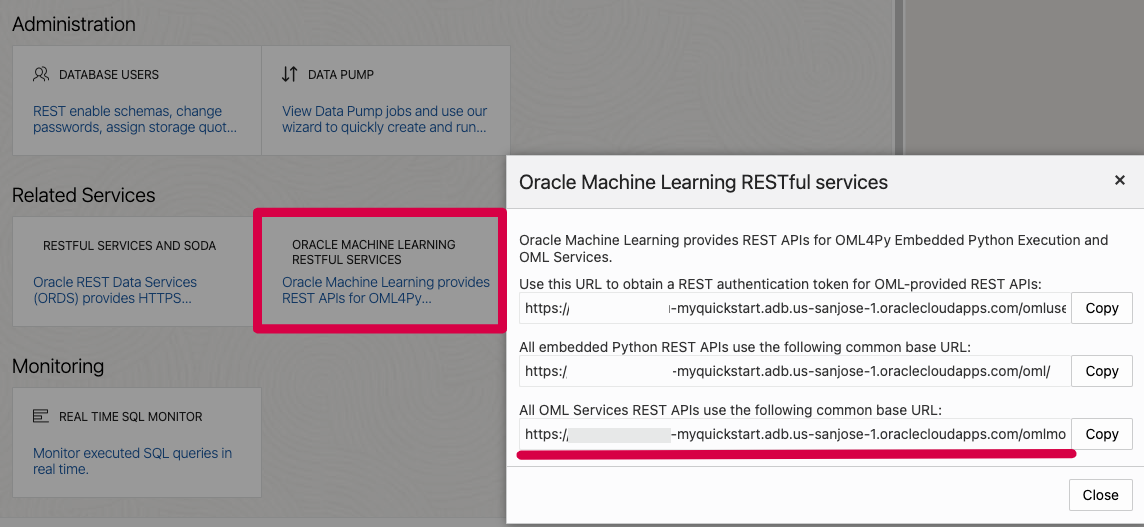 Administration
DATABASE USERS
REST enable schemas, change
passwords, assign storage quot...
DATA PUMP
View Data Pump jobs and use our
wizard to quickly create and run...
Related Services
RESTFUL SERVICES AND SODA
Oracle REST Data Services
(ORDS) provides HTTPS...
ORACLE MACHINE LEARNING
RESTFUL SERVICES
Oracle Machine Learning provides
REST APIs for OML4Py...
Monitoring
REAL TIME SQL MONITOR
Monitor executed SQL queries in
real time.
Oracle Machine Learning RESTful services
Oracle Machine Learning provides REST APIs for OML4Py Embedded Python Execution and
OML Services.
Use this URL to obtain a REST authentication token for OML-provided REST APIs:
https:// -myquickstart.adb.us-sanjose-1.oraclecloudapps.com/omluse
Copy
All embedded Python REST APIs use the following common base URL:
https:/ -myquickstart.adb.us-sanjose-1.oraclecloudapps.com/oml/
Copy
All OML Services REST APIs use the following common base URL:
https:/ -myquickstart.adb.us-sanjose-1.oraclecloudapps.com/omlmo
Copy
Close